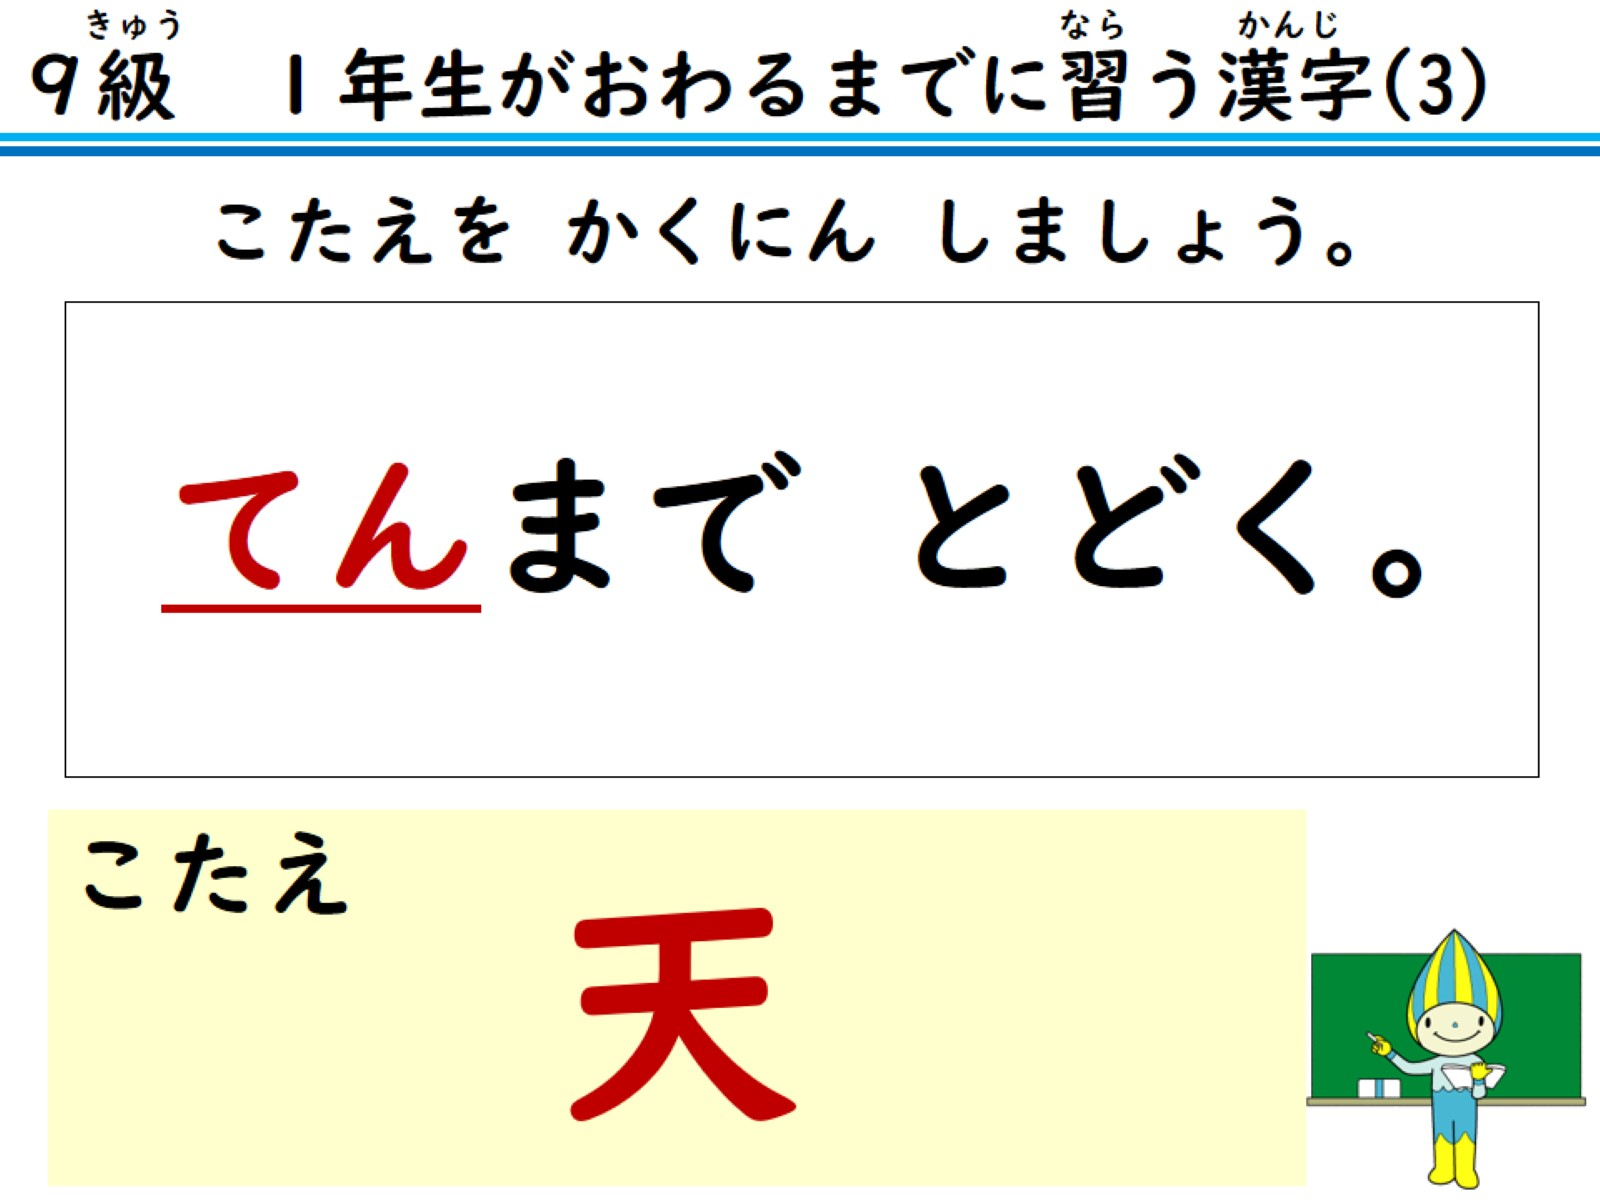 きゅう なら かんじ
9級 1年生がおわるまでに習う漢字(3)
こたえを かくにん しましょう。
てんまで とどく。
こたえ
天